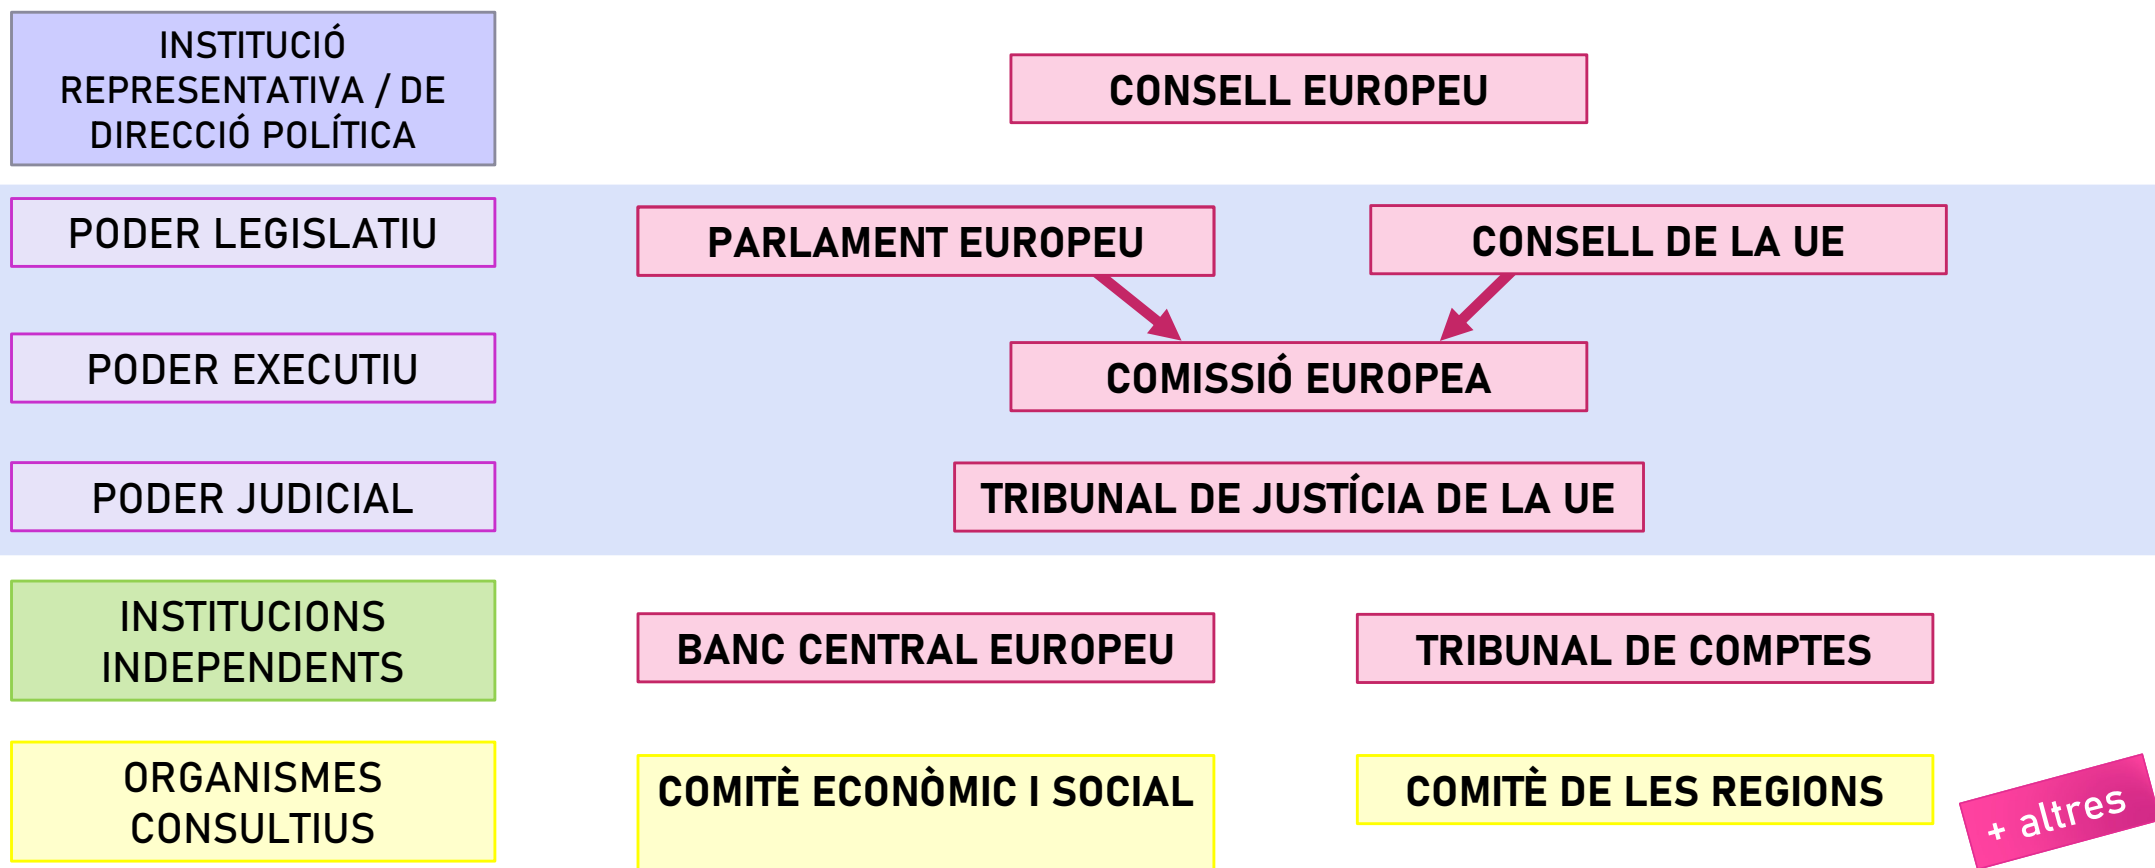 INSTITUCIÓ
REPRESENTATIVA / DE
DIRECCIÓ POLÍTICA
CONSELL EUROPEU
PODER LEGISLATIU
PARLAMENT EUROPEU
CONSELL DE LA UE
PODER EXECUTIU
COMISSIÓ EUROPEA
PODER JUDICIAL
TRIBUNAL DE JUSTÍCIA DE LA UE
INSTITUCIONS
INDEPENDENTS
BANC CENTRAL EUROPEU
TRIBUNAL DE COMPTES
ORGANISMES
CONSULTIUS
COMITÈ ECONÒMIC I SOCIAL
COMITÈ DE LES REGIONS
+ altres